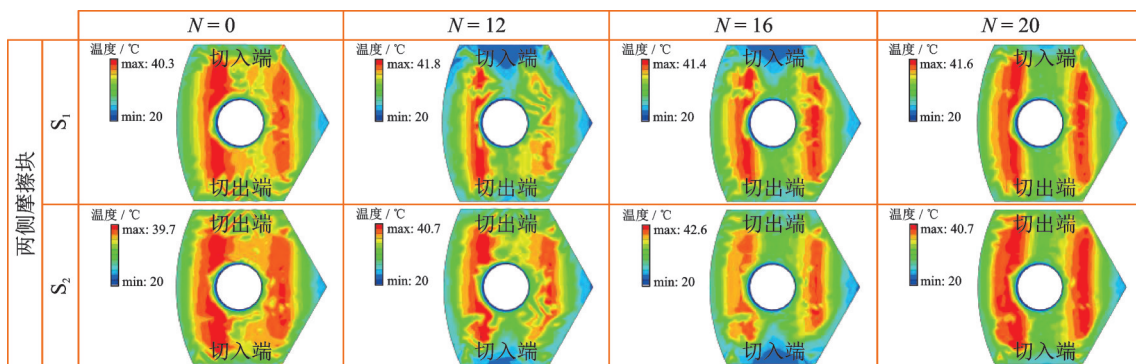 N = 0
N = 12
N = 16
N = 20
两侧摩擦块
S₁
温度 / ℃
max: 40.3
min: 20
切入端
切出端
温度 / ℃
max: 41.8
min: 20
切入端
切出端
温度 / ℃
max: 41.4
min: 20
切入端
切出端
温度 / ℃
max: 41.6
min: 20
切入端
切出端
S₂
温度 / ℃
max: 39.7
min: 20
切出端
切入端
温度 / ℃
max: 40.7
min: 20
切出端
切入端
温度 / ℃
max: 42.6
min: 20
切出端
切入端
温度 / ℃
max: 40.7
min: 20
切出端
切入端